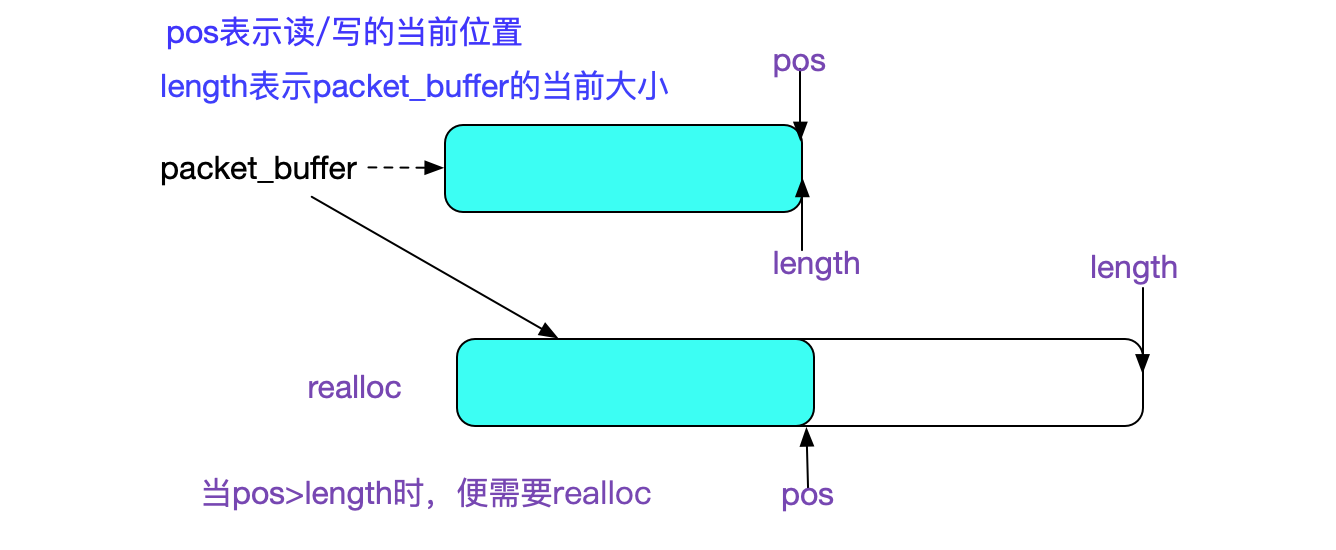 pos表示读/写的当前位置
pos
length表示packet_buffer的当前大小
packet_buffer
length
length
realloc
当pos>length时，便需要realloc
pos